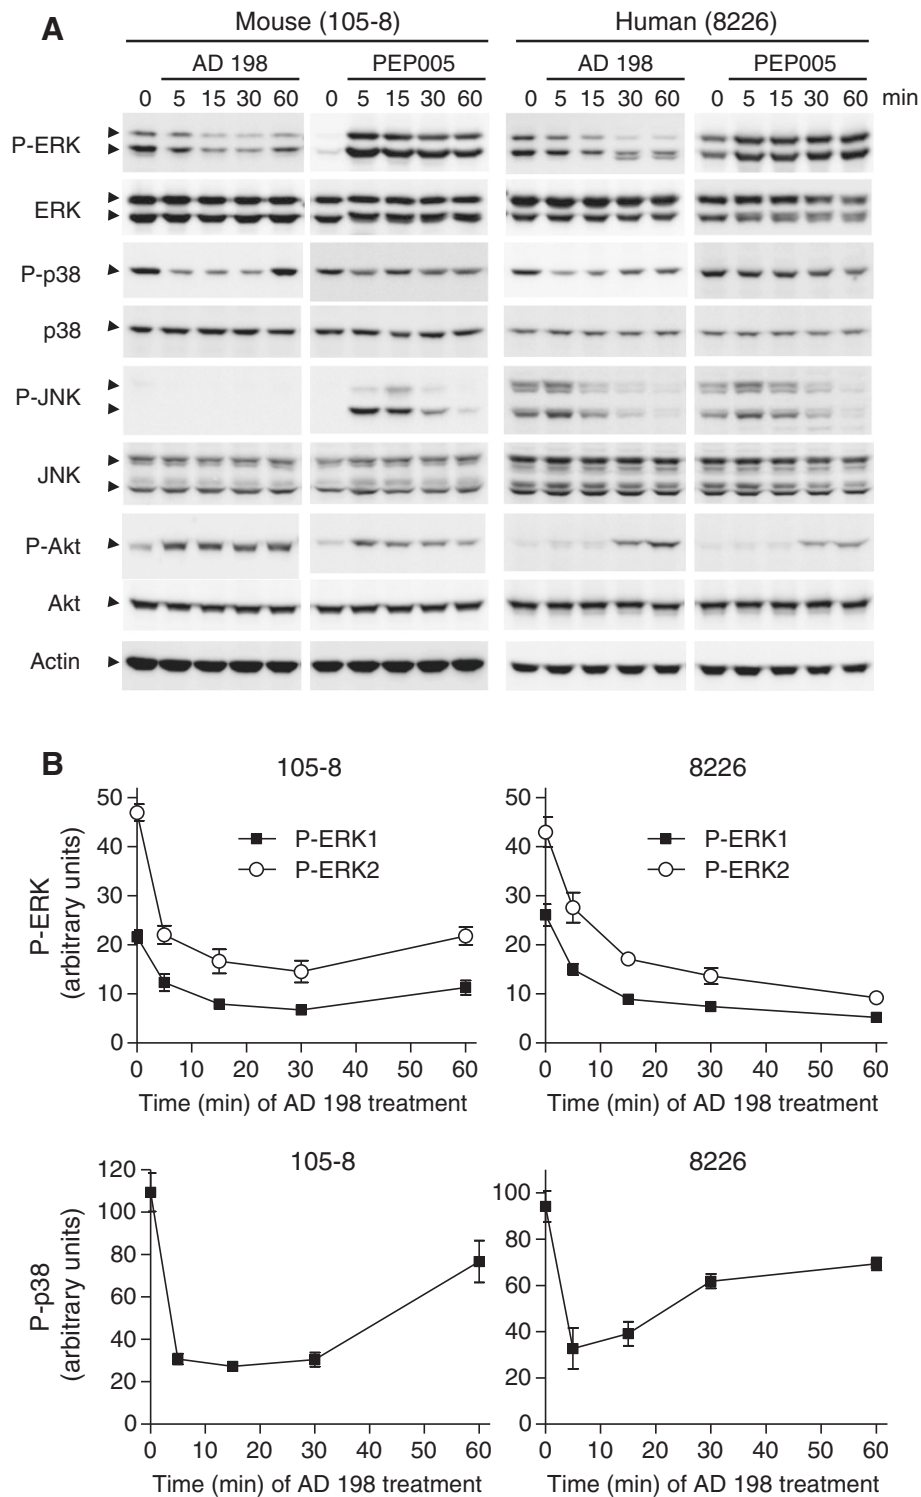 A
Mouse (105-8) Human (8226)
AD 198 PEP005 AD 198 PEP005
0 5 15 30 60 0 5 15 30 60 0 5 15 30 60 0 5 15 30 60 min
P-ERK
ERK
P-p38
p38
P-JNK
JNK
P-Akt
Akt
Actin
B
105-8
P-ERK
(arbitrary units)
50
40
30
20
10
0
P-ERK1
P-ERK2
0 10 20 30 40 50 60
Time (min) of AD 198 treatment
8226
50
40
30
20
10
0
P-ERK1
P-ERK2
0 10 20 30 40 50 60
Time (min) of AD 198 treatment
105-8
P-p38
(arbitrary units)
120
100
80
60
40
20
0
0 10 20 30 40 50 60
Time (min) of AD 198 treatment
8226
100
80
60
40
20
0
0 10 20 30 40 50 60
Time (min) of AD 198 treatment